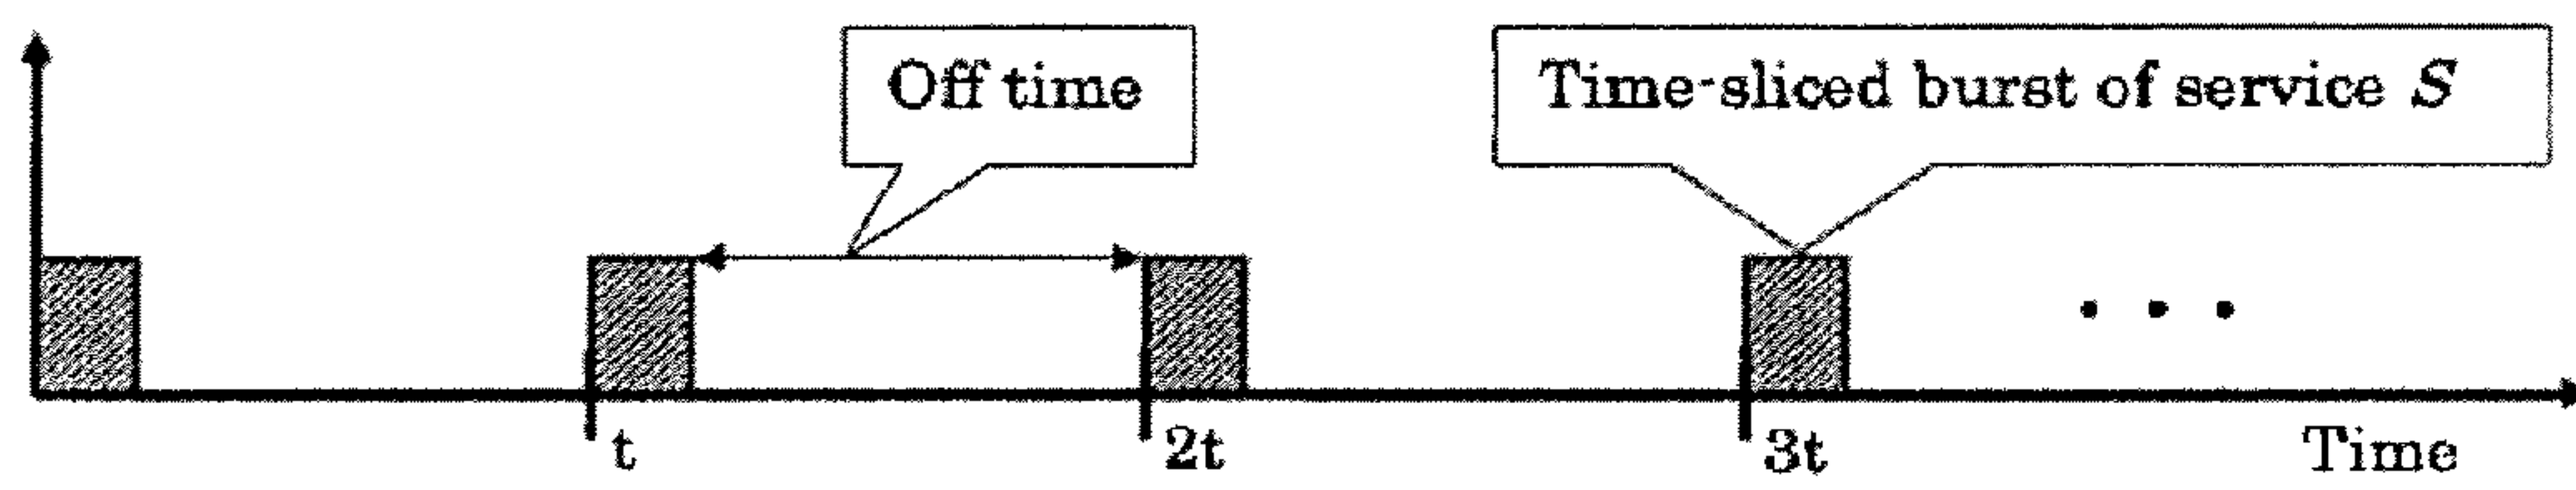 Off time
Time-sliced burst of service S
. . .
t
2t
3t
Time